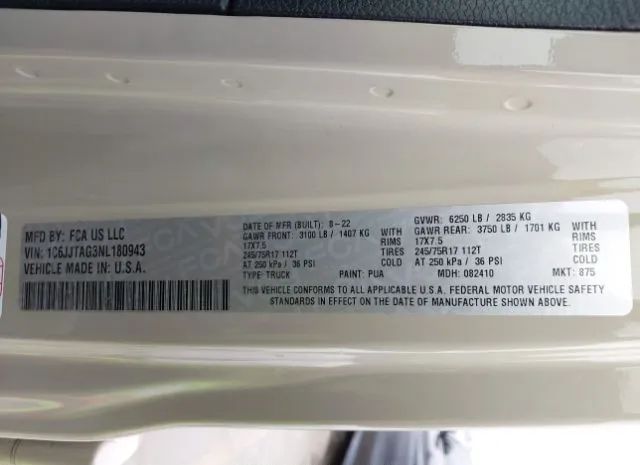 MFD BY: FCA US LLC
VIN: 1C6JJTAG3NL180943
VEHICLE MADE IN U.S.A.
DATE OF MFR (BUILT): 8-22 GVWR: 6250 LB / 2835 KG
GAWR FRONT: 3100 LB / 1407 KG WITH GAWR REAR: 3750 LB / 1701 KG WITH
17X7.5 RIMS 17X7.5 RIMS
245/75R17 112T TIRES 245/75R17 112T TIRES
AT 250 kPa / 36 PSI COLD AT 250 kPa / 36 PSI COLD
TYPE: TRUCK PAINT: PUA MDH: 082410 MKT: 875
THIS VEHICLE CONFORMS TO ALL APPLICABLE U.S.A. FEDERAL MOTOR VEHICLE SAFETY
STANDARDS IN EFFECT ON THE DATE OF MANUFACTURE SHOWN ABOVE.